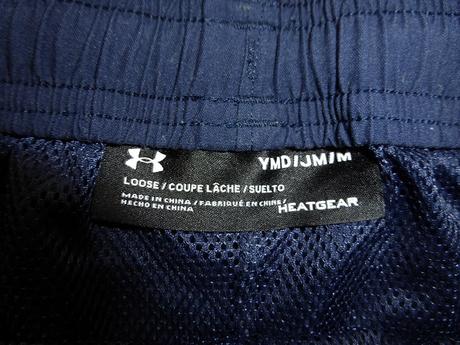 YMD/JM/M
LOOSE / COUPE LÂCHE / SUELTO
MADE IN CHINA / FABRIQUÉ EN CHINE/
HECHO EN CHINA
HEATGEAR